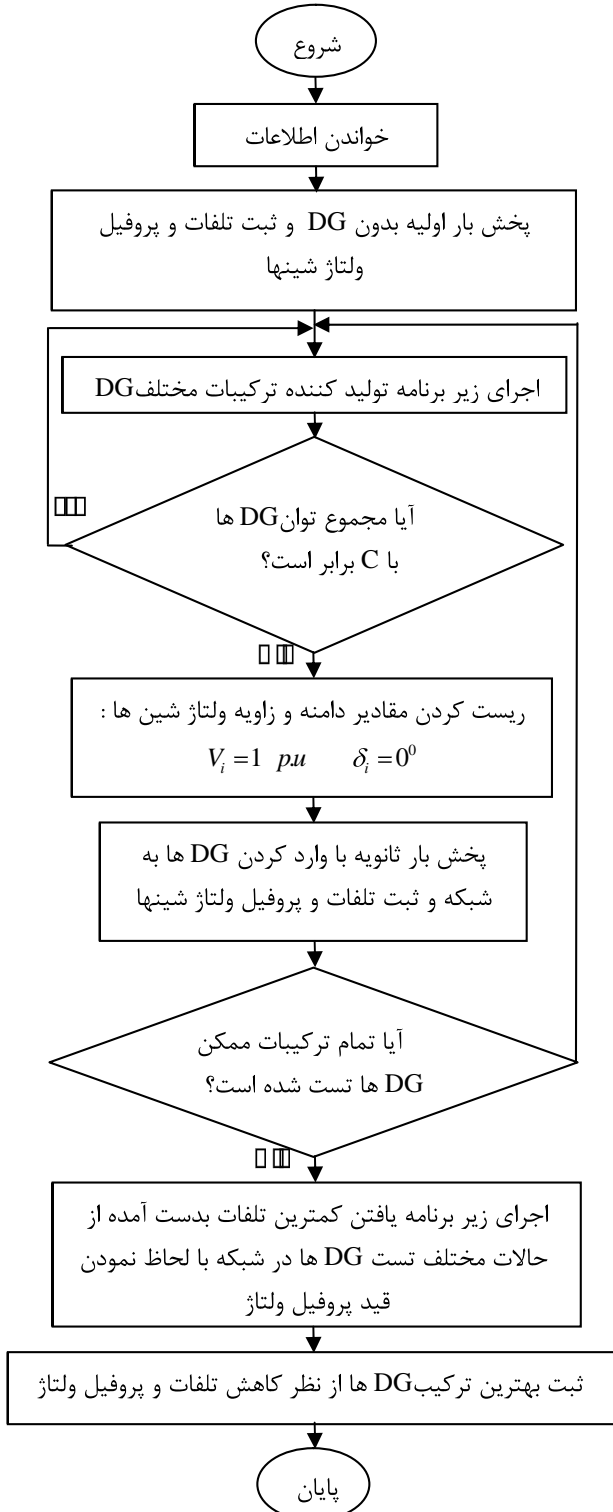 شروع
خواندن اطلاعات
پخش بار اولیه بدون DG و ثبت تلفات و پروفیل
ولتاژ شینها
اجرای زیر برنامه تولید کننده ترکیبات مختلفDG
آیا مجموع توانDG ها
با C برابر است؟
ریست کردن مقادیر دامنه و زاویه ولتاژ شین ها :
V_i =1 p.u δ_i =0⁰
پخش بار ثانویه با وارد کردن DG ها به
شبکه و ثبت تلفات و پروفیل ولتاژ شینها
آیا تمام ترکیبات ممکن
DG ها تست شده است؟
اجرای زیر برنامه یافتن کمترین تلفات بدست آمده از
حالات مختلف تست DG ها در شبکه با لحاظ نمودن
قید پروفیل ولتاژ
ثبت بهترین ترکیبDG ها از نظر کاهش تلفات و پروفیل ولتاژ
پایان